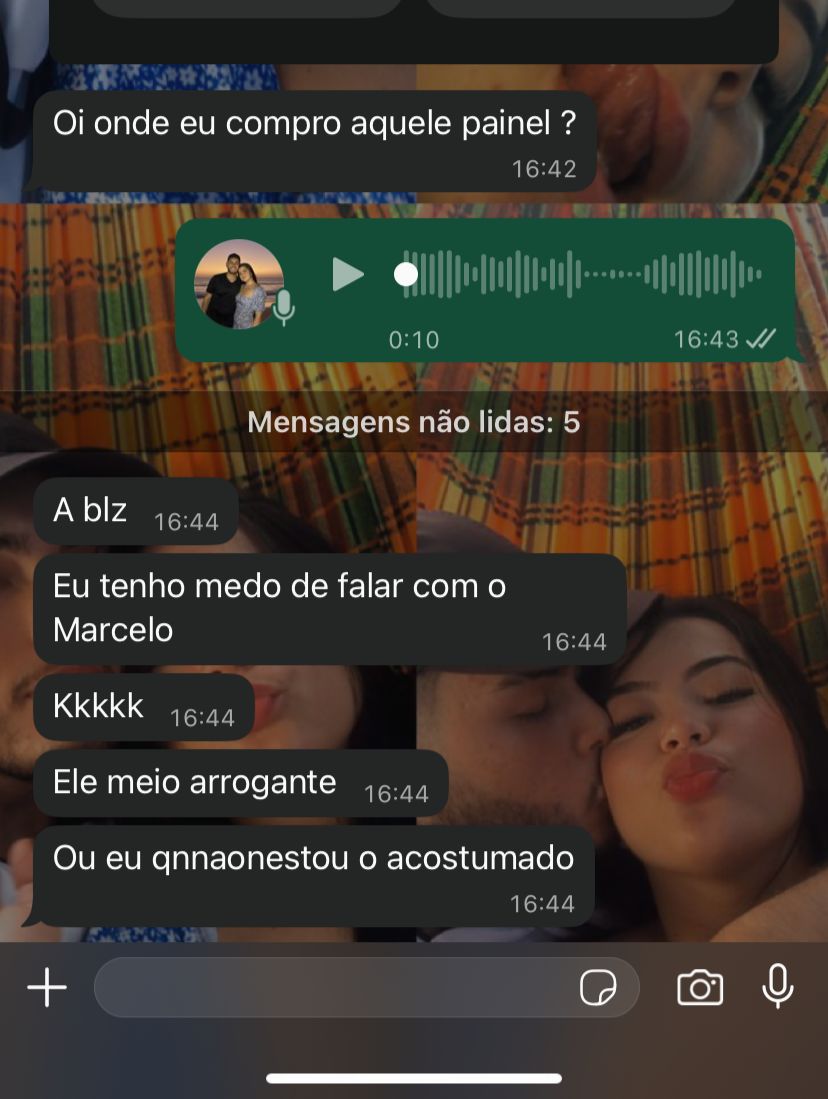 Oi onde eu compro aquele painel ?
16:42
0:10
16:43
Mensagens não lidas: 5
A blz
16:44
Eu tenho medo de falar com o
Marcelo
16:44
Kkkkk
16:44
Ele meio arrogante
16:44
Ou eu qnnaonestou o acostumado
16:44